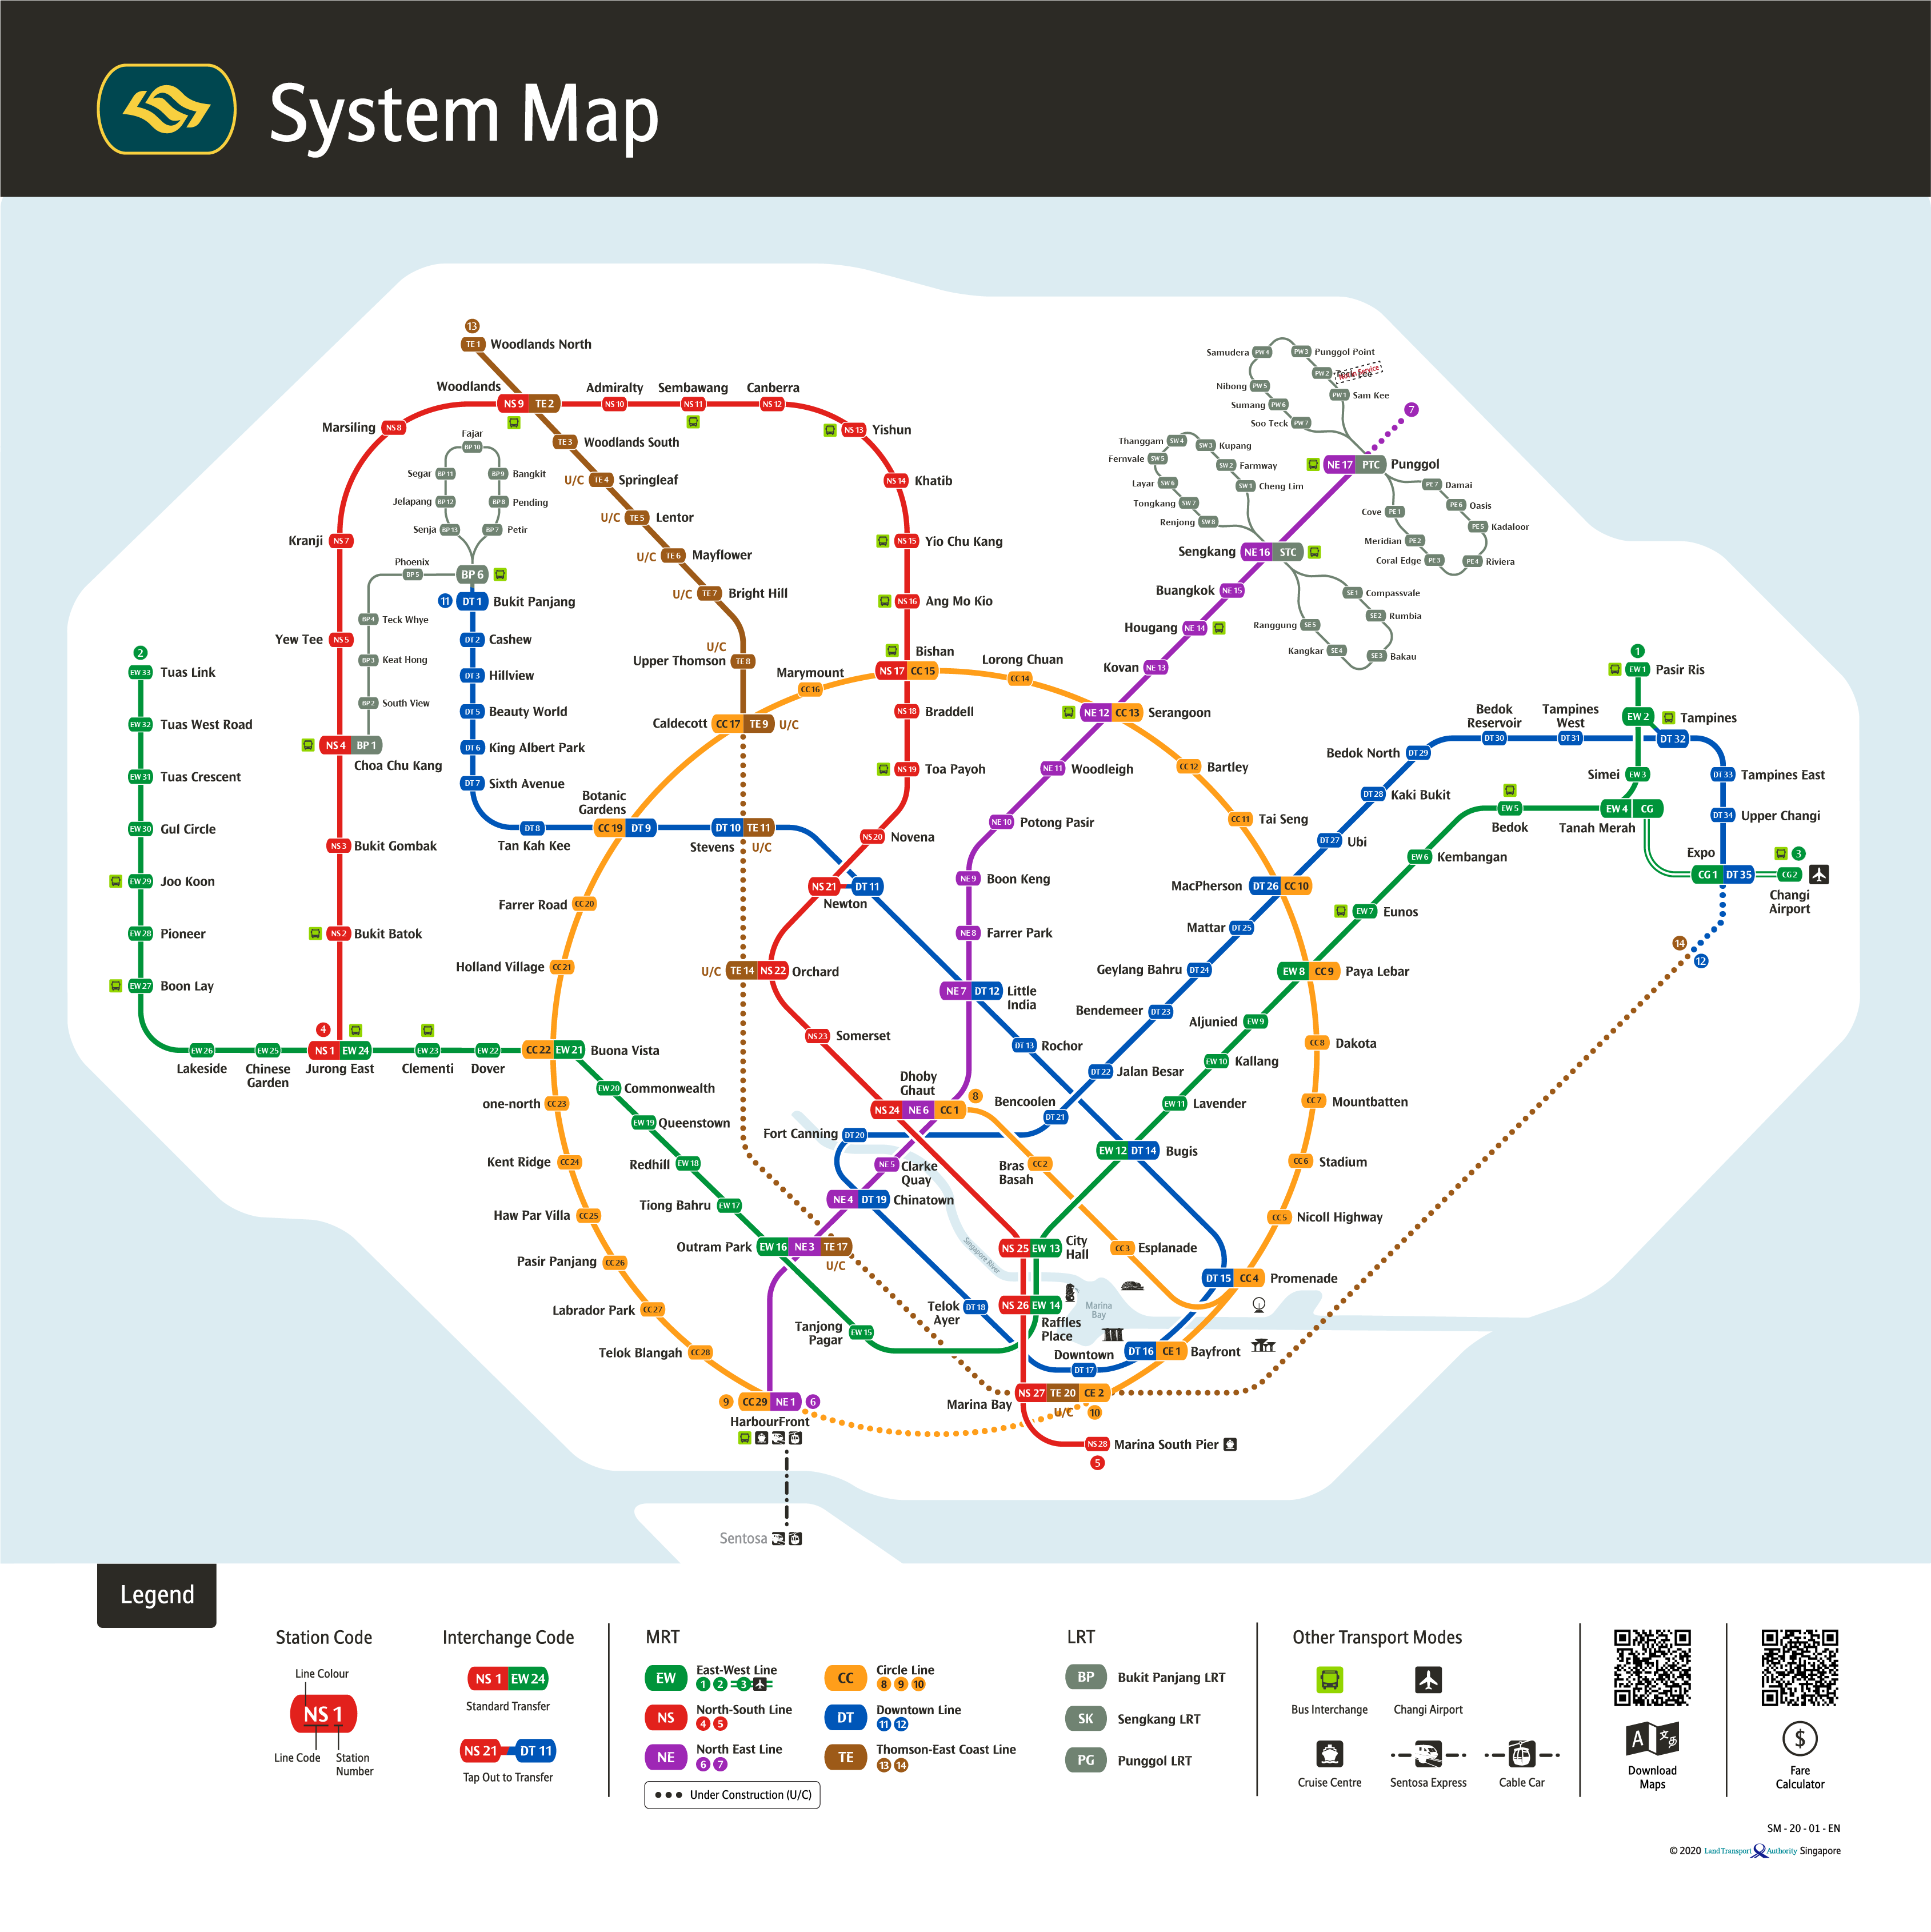 System Map
13
TE 1 Woodlands North
Woodlands
NS 9 TE 2
Admiralty
NS 10
Sembawang
NS 11
Canberra
NS 12
Marsiling NS 8
NS 13 Yishun
TE 3 Woodlands South
U/C TE 4 Springleaf
NS 14 Khatib
U/C TE 5 Lentor
Kranji NS 7
NS 15 Yio Chu Kang
U/C TE 6 Mayflower
U/C TE 7 Bright Hill
NS 16 Ang Mo Kio
Fajar
BP 10
Segar BP 11
BP 9 Bangkit
Jelapang BP 12
BP 8 Pending
Senja BP 13
BP 7 Petir
Phoenix
BP 5
BP 6
11 DT 1 Bukit Panjang
BP 4 Teck Whye
BP 3 Keat Hong
BP 2 South View
Yew Tee NS 5
NS 4 BP 1
Choa Chu Kang
DT 2 Cashew
DT 3 Hillview
DT 5 Beauty World
DT 6 King Albert Park
DT 7 Sixth Avenue
U/C
Upper Thomson TE 8
Marymount
CC 16
Bishan
NS 17 CC 15
Lorong Chuan
CC 14
Caldecott CC 17 TE 9 U/C
NS 18 Braddell
NS 19 Toa Payoh
NS 20 Novena
Samudera PW 4
PW 3 Punggol Point
PW 2
Nibong PW 5
PW 1 Sam Kee
Sumang PW 6
Soo Teck PW 7
7
Thanggam SW 4
SW 3 Kupang
Fernvale SW 5
SW 2 Farmway
Layar SW 6
SW 1 Cheng Lim
Tongkang SW 7
Renjong SW 8
NE 17 PTC Punggol
PE 7 Damai
PE 6 Oasis
Cove PE 1
PE 5 Kadaloor
Meridian PE 2
Coral Edge PE 3
PE 4 Riviera
Sengkang NE 16 STC
Buangkok NE 15
SE 1 Compassvale
SE 2 Rumbia
Hougang NE 14
Ranggung SE 5
Kangkar SE 4
SE 3 Bakau
Kovan NE 13
NE 12 CC 13 Serangoon
NE 11 Woodleigh
CC 12 Bartley
NE 10 Potong Pasir
CC 11 Tai Seng
NE 9 Boon Keng
MacPherson DT 26 CC 10
NE 8 Farrer Park
2
EW 33 Tuas Link
EW 32 Tuas West Road
EW 31 Tuas Crescent
EW 30 Gul Circle
EW 29 Joo Koon
EW 28 Pioneer
EW 27 Boon Lay
NS 3 Bukit Gombak
NS 2 Bukit Batok
EW 26
Lakeside
EW 25
Chinese
Garden
4
NS 1 EW 24
Jurong East
EW 23
Clementi
EW 22
Dover
CC 22 EW 21 Buona Vista
DT 8
Tan Kah Kee
Botanic
Gardens
CC 19 DT 9
DT 10 TE 11
Stevens U/C
NS 21 DT 11
Newton
Farrer Road CC 20
Holland Village CC 21
U/C TE 14 NS 22 Orchard
NE 7 DT 12 Little
India
NS 23 Somerset
DT 13 Rochor
1
EW 1 Pasir Ris
EW 2 Tampines
DT 32
Bedok
Reservoir
DT 30
Tampines
West
DT 31
Bedok North DT 29
Simei EW 3
DT 33 Tampines East
DT 28 Kaki Bukit
EW 5
Bedok
EW 4 CG
Tanah Merah
DT 34 Upper Changi
DT 27 Ubi
EW 6 Kembangan
Expo
CG 1 DT 35
3
CG 2
Changi
Airport
EW 7 Eunos
Mattar DT 25
14
12
Geylang Bahru DT 24
EW 8 CC 9 Paya Lebar
Bendemeer DT 23
Aljunied EW 9
CC 8 Dakota
DT 22 Jalan Besar
EW 10 Kallang
EW 11 Lavender
CC 7 Mountbatten
Dhoby
Ghaut
NS 24 NE 6 CC 1
8
Bencoolen
DT 21
Fort Canning DT 20
EW 12 DT 14 Bugis
CC 6 Stadium
NE 5 Clarke
Quay
Bras
Basah
CC 2
NE 4 DT 19 Chinatown
CC 5 Nicoll Highway
one-north CC 23
EW 20 Commonwealth
EW 19 Queenstown
Kent Ridge CC 24
Redhill EW 18
Haw Par Villa CC 25
Tiong Bahru EW 17
Outram Park EW 16 NE 3 TE 17
U/C
Pasir Panjang CC 26
Labrador Park CC 27
Telok Blangah CC 28
Singapore River
NS 25 EW 13 City
Hall
CC 3 Esplanade
DT 15 CC 4 Promenade
Telok
Ayer
DT 18
NS 26 EW 14
Raffles
Place
Marina
Bay
Tanjong
Pagar
EW 15
Downtown
DT 17
DT 16 CE 1 Bayfront
Marina Bay
NS 27 TE 20 CE 2
U/C 10
9 CC 29 NE 1 6
HarbourFront
NS 28 Marina South Pier
5
Sentosa
Legend
Station Code
Line Colour
NS 1
Line Code
Station
Number
Interchange Code
NS 1 EW 24
Standard Transfer
NS 21 DT 11
Tap Out to Transfer
MRT
EW East-West Line
1 2 3
NS North-South Line
4 5
NE North East Line
6 7
CC Circle Line
8 9 10
DT Downtown Line
11 12
TE Thomson-East Coast Line
13 14
Under Construction (U/C)
LRT
BP Bukit Panjang LRT
SK Sengkang LRT
PG Punggol LRT
Other Transport Modes
Bus Interchange
Changi Airport
Cruise Centre
Sentosa Express
Cable Car
A
Download
Maps
$
Fare
Calculator
SM - 20 - 01 - EN
© 2020 Land Transport Authority Singapore